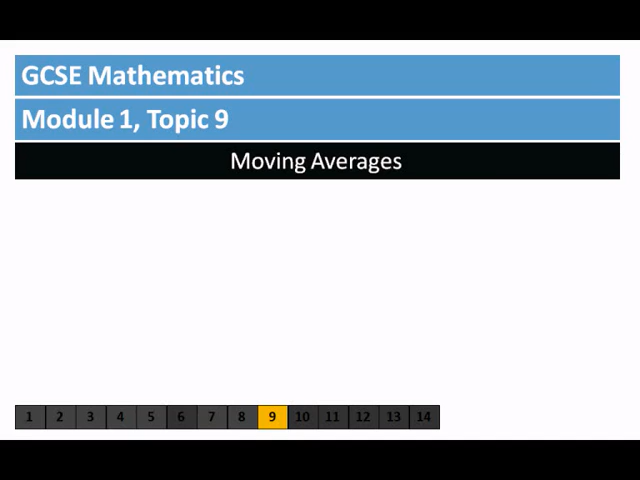 GCSE Mathematics
Module 1, Topic 9
Moving Averages
1 2 3 4 5 6 7 8 9 10 11 12 13 14